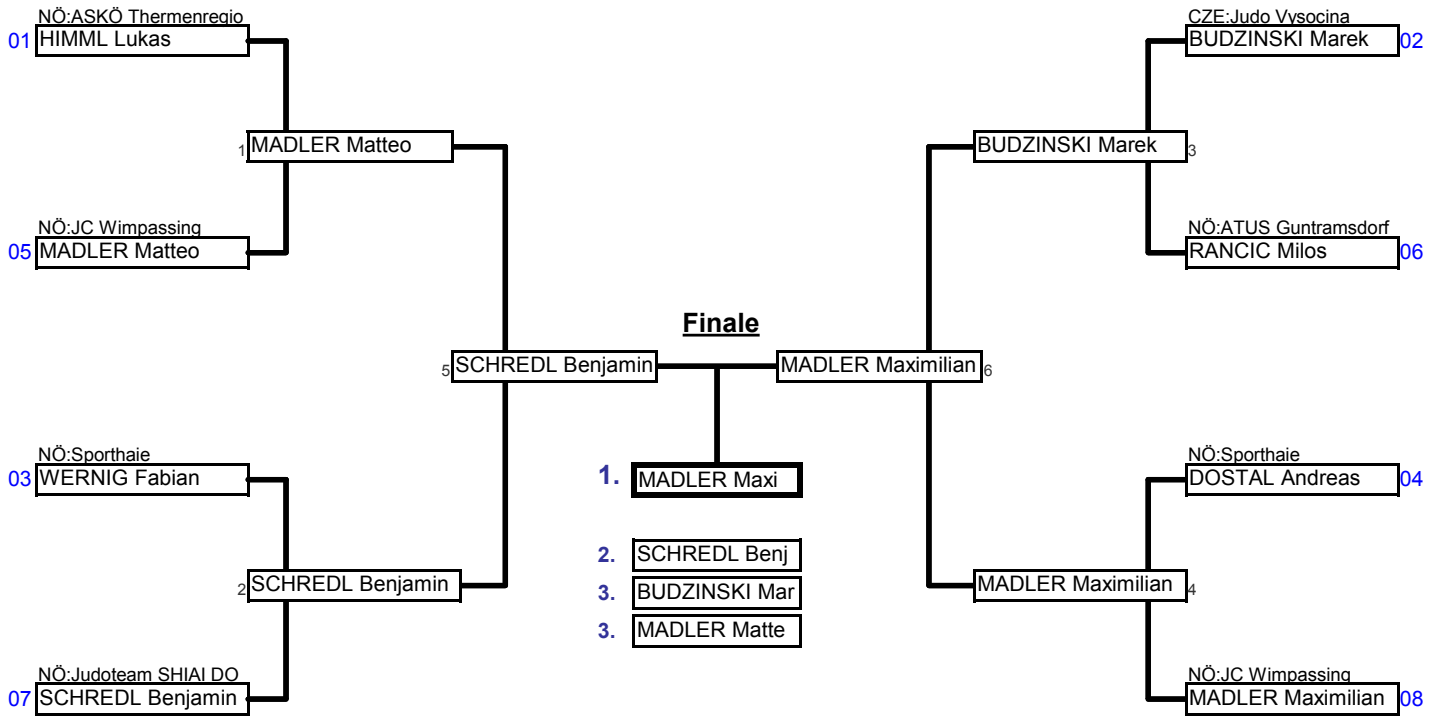 NÖ:ASKÖ Thermenregio
01 HIMML Lukas
CZE:Judo Vysocina
BUDZINSKI Marek 02
1 MADLER Matteo
BUDZINSKI Marek 3
NÖ:JC Wimpassing
05 MADLER Matteo
NÖ:ATUS Guntramsdorf
RANCIC Milos 06
Finale
5 SCHREDL Benjamin
MADLER Maximilian 6
NÖ:Sporthaie
03 WERNIG Fabian
1. MADLER Maxi
NÖ:Sporthaie
DOSTAL Andreas 04
2. SCHREDL Benj
3. BUDZINSKI Mar
3. MADLER Matte
2 SCHREDL Benjamin
MADLER Maximilian 4
NÖ:Judoteam SHIAI DO
07 SCHREDL Benjamin
NÖ:JC Wimpassing
MADLER Maximilian 08